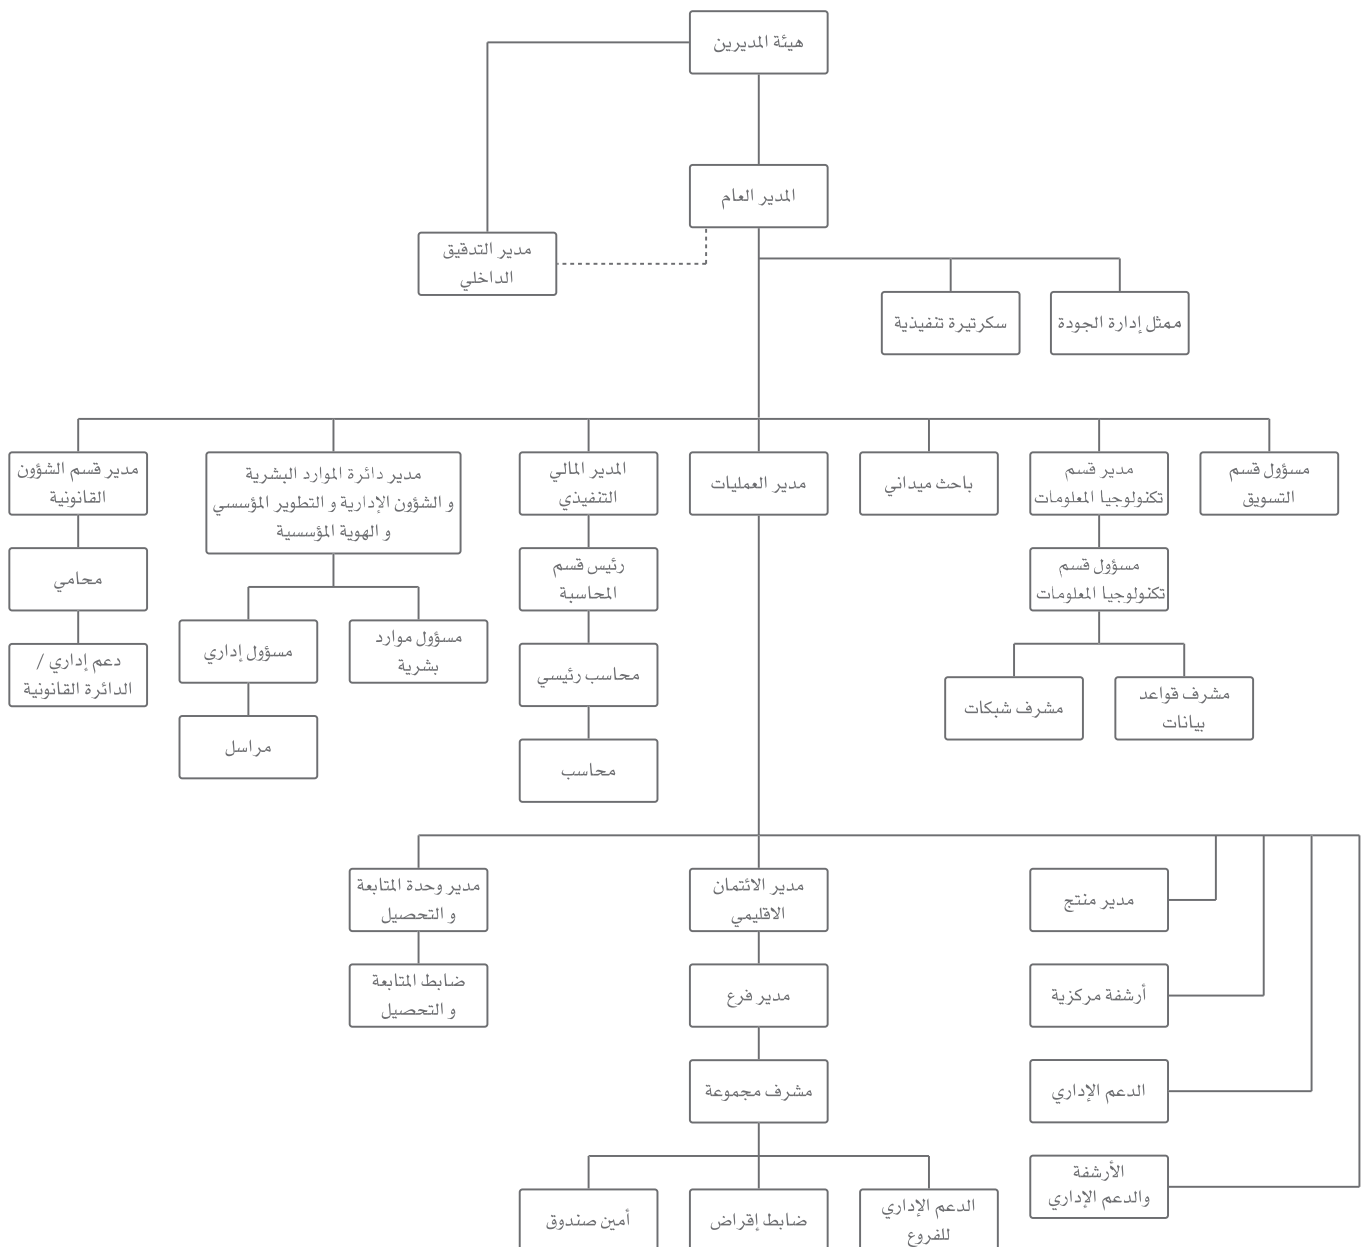 هيئة المديرين
المدير العام
مدير التدقيق
الداخلي
ممثل إدارة الجودة
سكرتيرة تنفيذية
مسؤول قسم
التسويق
مدير قسم
تكنولوجيا المعلومات
باحث ميداني
مدير العمليات
المدير المالي
التنفيذي
مدير دائرة الموارد البشرية
و الشؤون الإدارية و التطوير المؤسسي
و الهوية المؤسسية
مدير قسم الشؤون
القانونية
مسؤول قسم
تكنولوجيا المعلومات
رئيس قسم
المحاسبة
محامي
مسؤول موارد
بشرية
مسؤول إداري
دعم إداري /
الدائرة القانونية
محاسب رئيسي
مشرف قواعد
بيانات
مشرف شبكات
مراسل
محاسب
مدير منتج
مدير الائتمان
الاقليمي
مدير وحدة المتابعة
و التحصيل
أرشفة مركزية
مدير فرع
ضابط المتابعة
و التحصيل
الدعم الإداري
مشرف مجموعة
الأرشفة
والدعم الإداري
الدعم الإداري
للفروع
ضابط إقراض
أمين صندوق